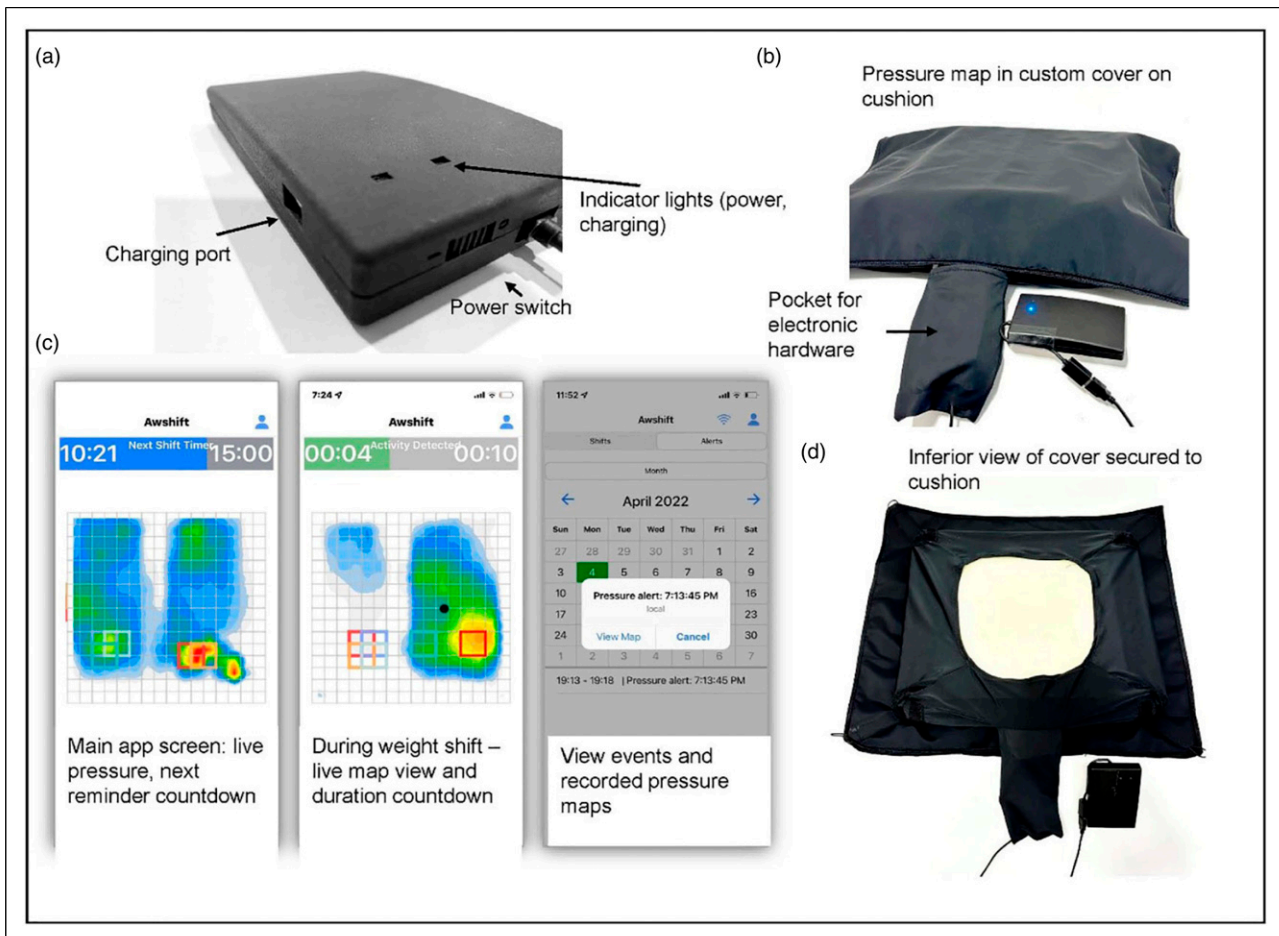 (a)
Charging port
Indicator lights (power,
charging)
Power switch
(b)
Pressure map in custom cover on
cushion
Pocket for
electronic
hardware
(c)
Awshift
10:21 Next Shift Timer 15:00
Main app screen: live
pressure, next
reminder countdown
7:24
Awshift
00:04 Activity Detected 00:10
During weight shift –
live map view and
duration countdown
11:52
Awshift
Shifts Alerts
Month
April 2022
Sun Mon Tue Wed Thu Fri Sat
27 28 29 30 31 1 2
3 4 5 6 7 8 9
10 16
17 23
24 30
1 2 3 4 5 6 7
Pressure alert: 7:13:45 PM
local
View Map Cancel
19:13 - 19:18 | Pressure alert: 7:13:45 PM
View events and
recorded pressure
maps
(d)
Inferior view of cover secured to
cushion